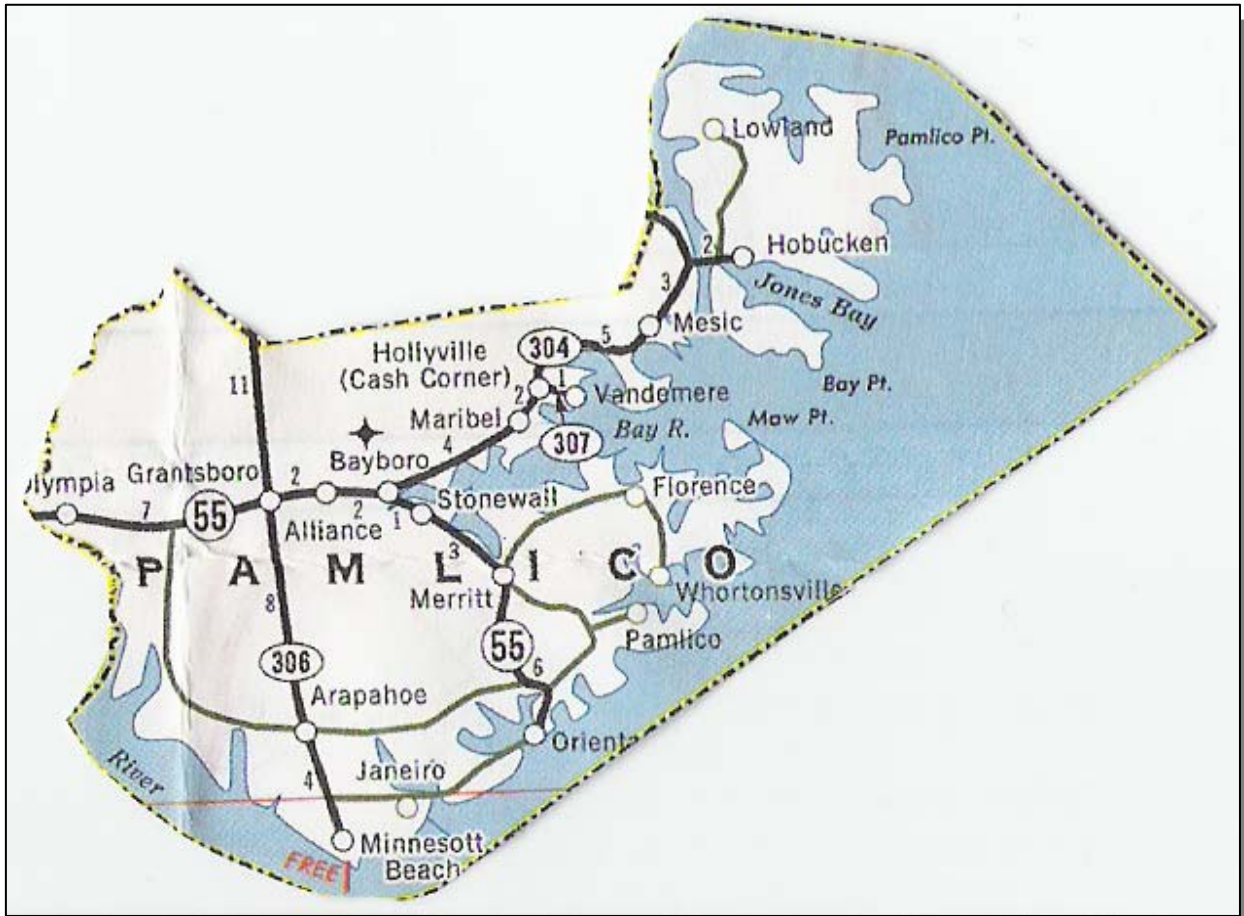 Lowland
Pamlico Pt.
2
Hobucken
Jones Bay
3
Mesic
5
304
Hollyville
(Cash Corner)
11
1
Vandemere
Bay Pt.
2
Maribel
Maw Pt.
Bay R.
307
4
Bayboro
Grantsboro
2
lympia
Stonewall
Florence
7
55
Alliance
2
1
3
PAMLICO
Merritt
Whortonsville
8
55
Pamlico
306
6
Arapahoe
Orienta
River
4
Janeiro
Minnesott
Beach
FREE